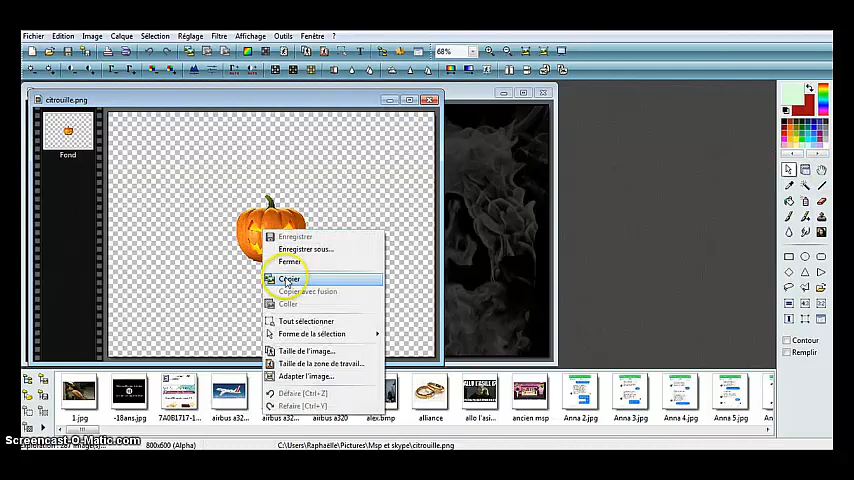 Fichier Edition Image Calque Sélection Réglage Filtre Affichage Outils Fenêtre ?
68%
citrouille.png
Fond
Enregistrer
Enregistrer sous...
Fermer
Copier
Copier avec fusion
Coller
Tout sélectionner
Forme de la sélection
Taille de l'image...
Taille de la zone de travail...
Adapter l'image...
Défaire [Ctrl+Z]
Refaire [Ctrl+Y]
Contour
Remplir
1.jpg -18ans.jpg 7A0B1717-1... airbus a32... airbus a32... airbus a320 alex.bmp alliance allo l'asi... ancien msp Anna 2.jpg Anna 3.jpg Anna 4.jpg Anna 5.jpg
Screencast-O-Matic.com
800x600 (Alpha) C:\Users\Raphaëlle\Pictures\Msp et skype\citrouille.png